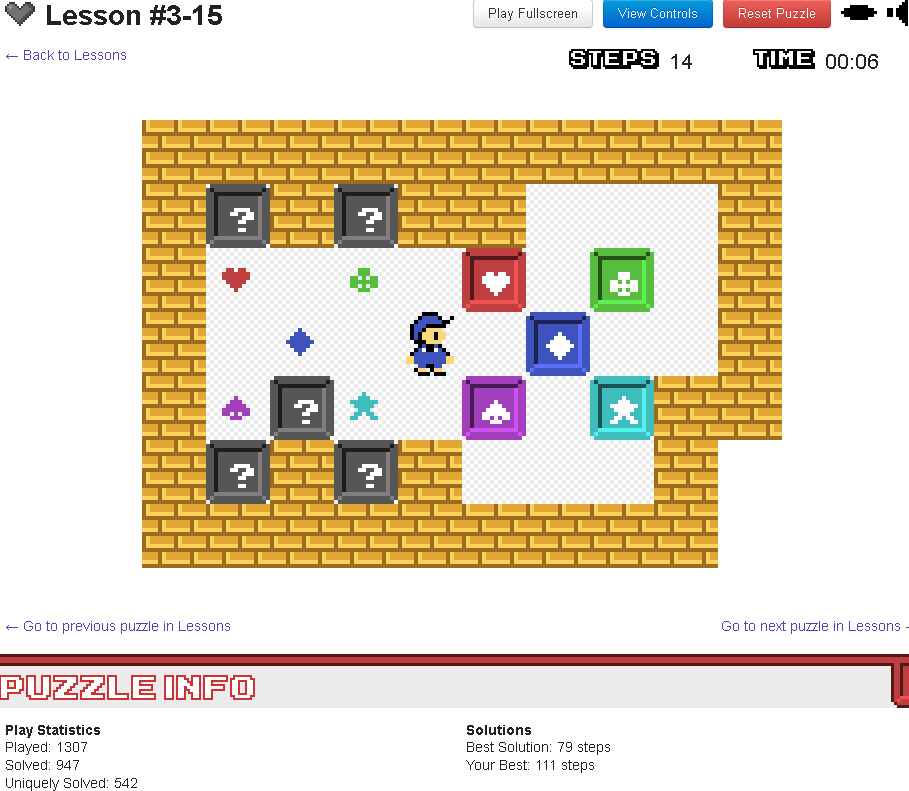 Lesson #3-15
Play Fullscreen
View Controls
Reset Puzzle
← Back to Lessons
STEPS 14
TIME 00:06
?
?
?
?
?
← Go to previous puzzle in Lessons
Go to next puzzle in Lessons
PUZZLE INFO
Play Statistics
Played: 1307
Solved: 947
Uniquely Solved: 542
Solutions
Best Solution: 79 steps
Your Best: 111 steps